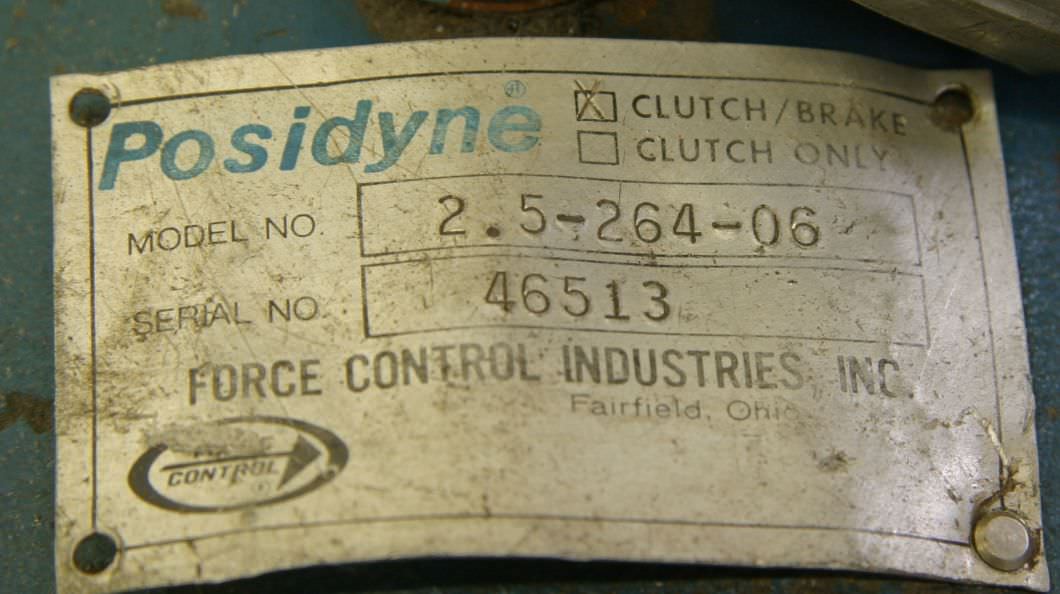 Posidyne®
X CLUTCH/BRAKE
CLUTCH ONLY
MODEL NO. 2.5-264-06
SERIAL NO. 46513
FORCE CONTROL INDUSTRIES, INC.
Fairfield, Ohio
CONTROL